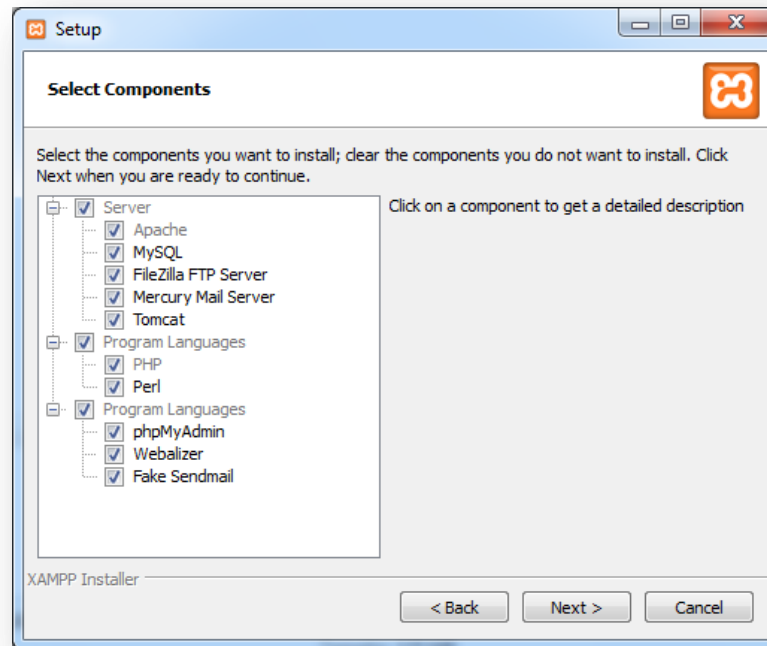 Setup
Select Components
Select the components you want to install; clear the components you do not want to install. Click
Next when you are ready to continue.
Server
Apache
MySQL
FileZilla FTP Server
Mercury Mail Server
Tomcat
Program Languages
PHP
Perl
Program Languages
phpMyAdmin
Webalizer
Fake Sendmail
Click on a component to get a detailed description
XAMPP Installer
< Back
Next >
Cancel